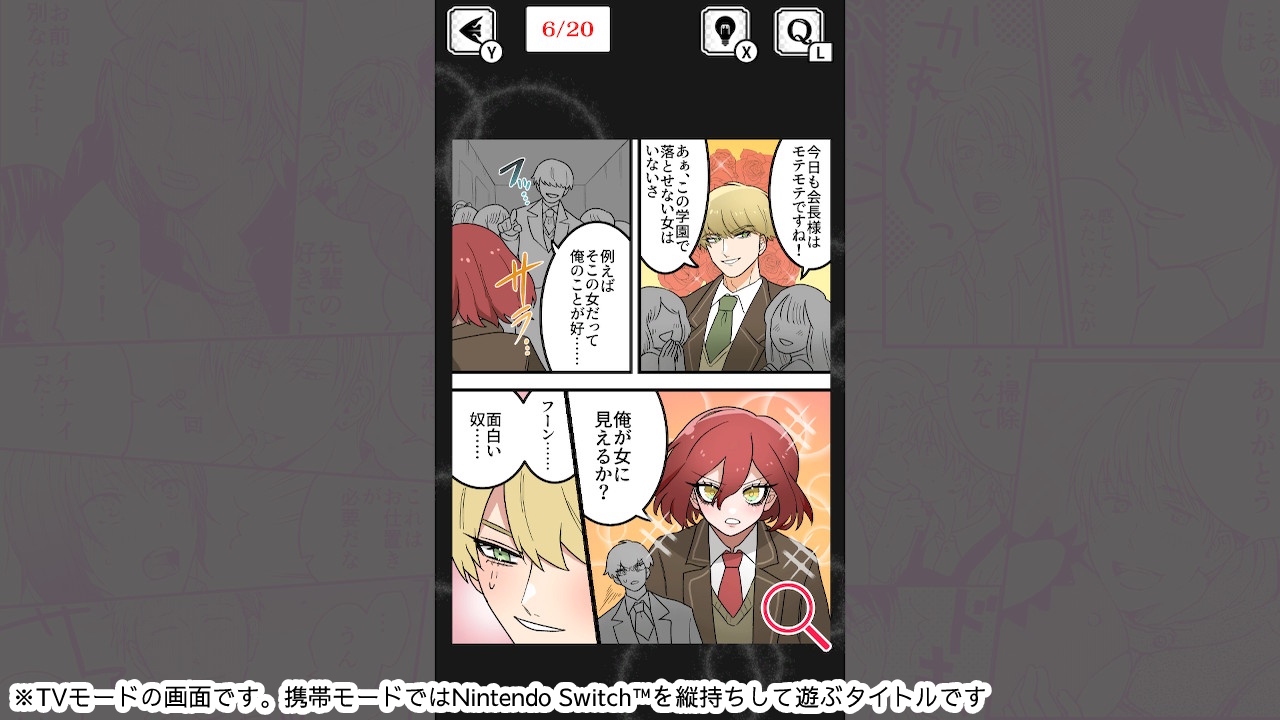 Y
6/20
X
Q
L
今日も会長様は
モテモテですね！
あぁ、この学園で
落とせない女は
いないさ
フッ…
例えば
そこの女だって
俺のことが好……
サラ…
俺が女に
見えるか？
フーン……
面白い
奴……
※TVモードの画面です。携帯モードではNintendo Switch™を縦持ちして遊ぶタイトルです